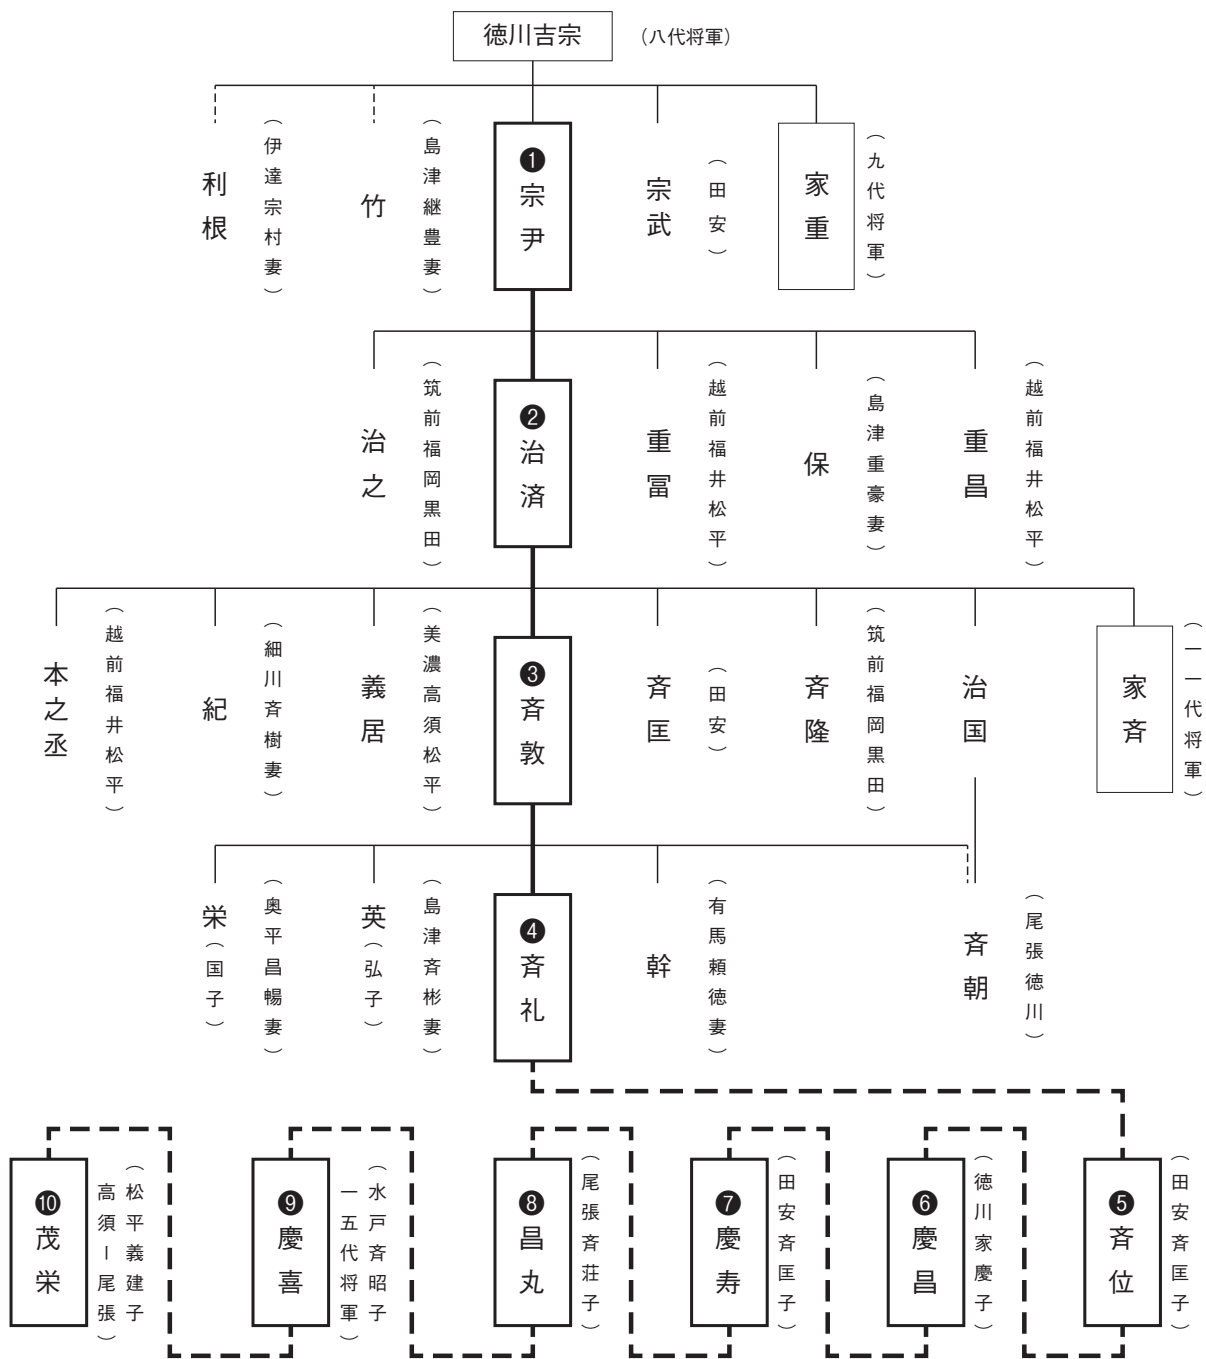 徳川吉宗
（八代将軍）
（九代将軍）
家重
（田安）
宗武
❶宗尹
（島津継豊妻）
竹
（伊達宗村妻）
利根
（越前福井松平）
重昌
（島津重豪妻）
保
（越前福井松平）
重冨
❷治済
（筑前福岡黒田）
治之
（一一代将軍）
家斉
治国
（筑前福岡黒田）
斉隆
（田安）
斉匡
❸斉敦
（美濃高須松平）
義居
（細川斉樹妻）
紀
（越前福井松平）
本之丞
（尾張徳川）
斉朝
（有馬頼徳妻）
幹
❹斉礼
（島津斉彬妻）
英（弘子）
（奥平昌暢妻）
栄（国子）
（田安斉匡子）
❺斉位
（徳川家慶子）
❻慶昌
（田安斉匡子）
❼慶寿
（尾張斉荘子）
❽昌丸
（水戸斉昭子
一五代将軍）
❾慶喜
（松平義建子
高須ー尾張）
❿茂栄